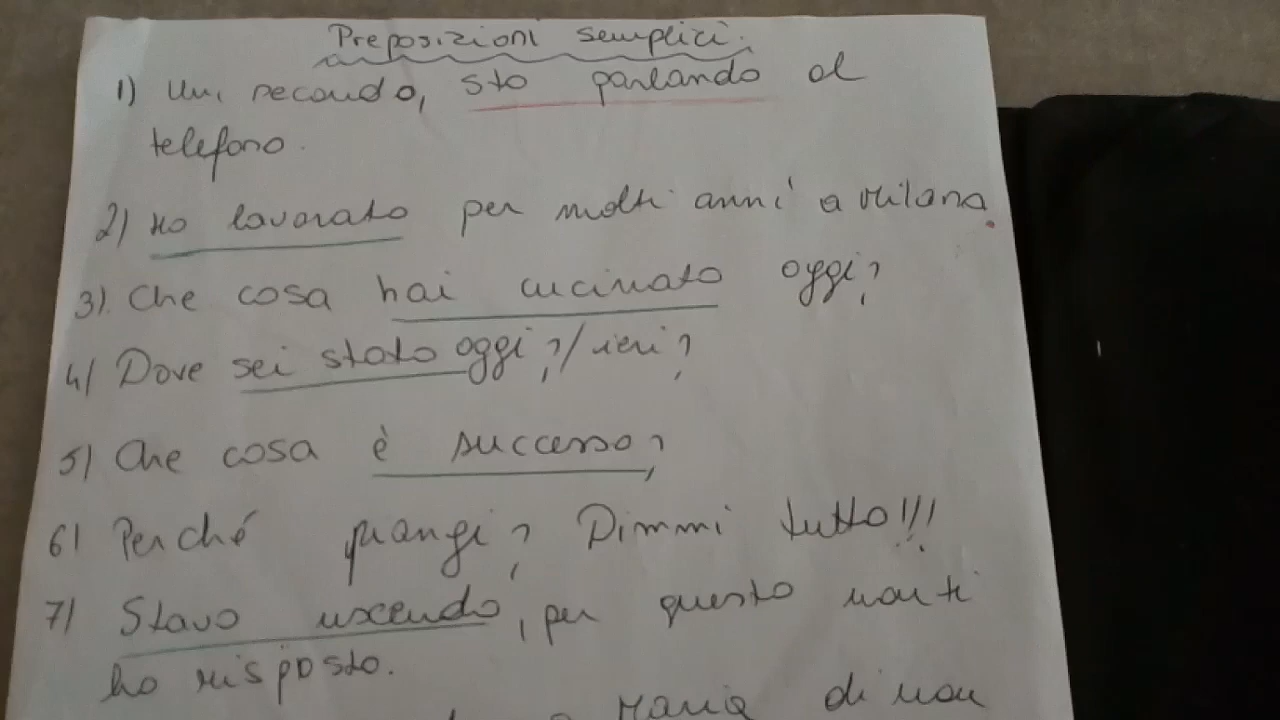 Preposizioni semplici.
1) Un, secondo, sto parlando al
telefono.
2) Ho lavorato per molti anni a Milano.
3). Che cosa hai cucinato oggi?
4) Dove sei stato oggi?/ieri?
5) Che cosa è successo?
6) Perché piangi? Dimmi tutto!!!
7) Stavo uscendo, per questo non ti
ho risposto.
Maria di non